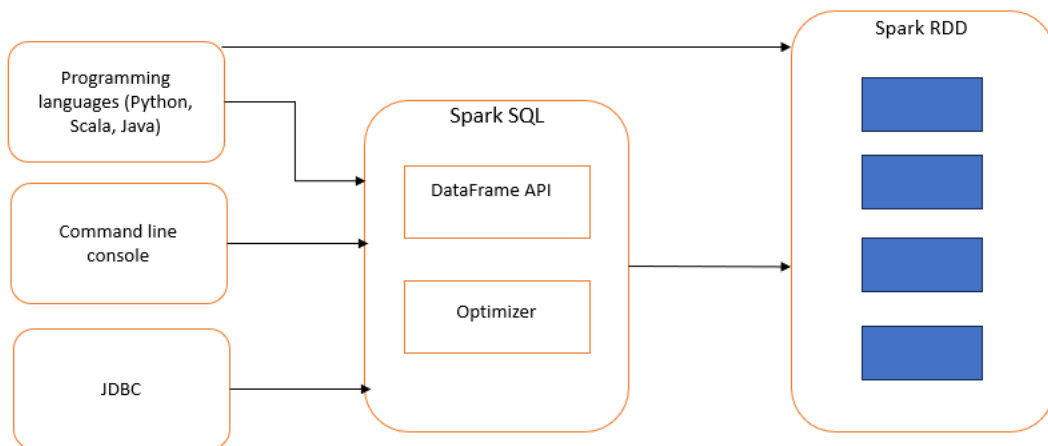 Programming
languages (Python,
Scala, Java)
Command line
console
JDBC
Spark SQL
DataFrame API
Optimizer
Spark RDD